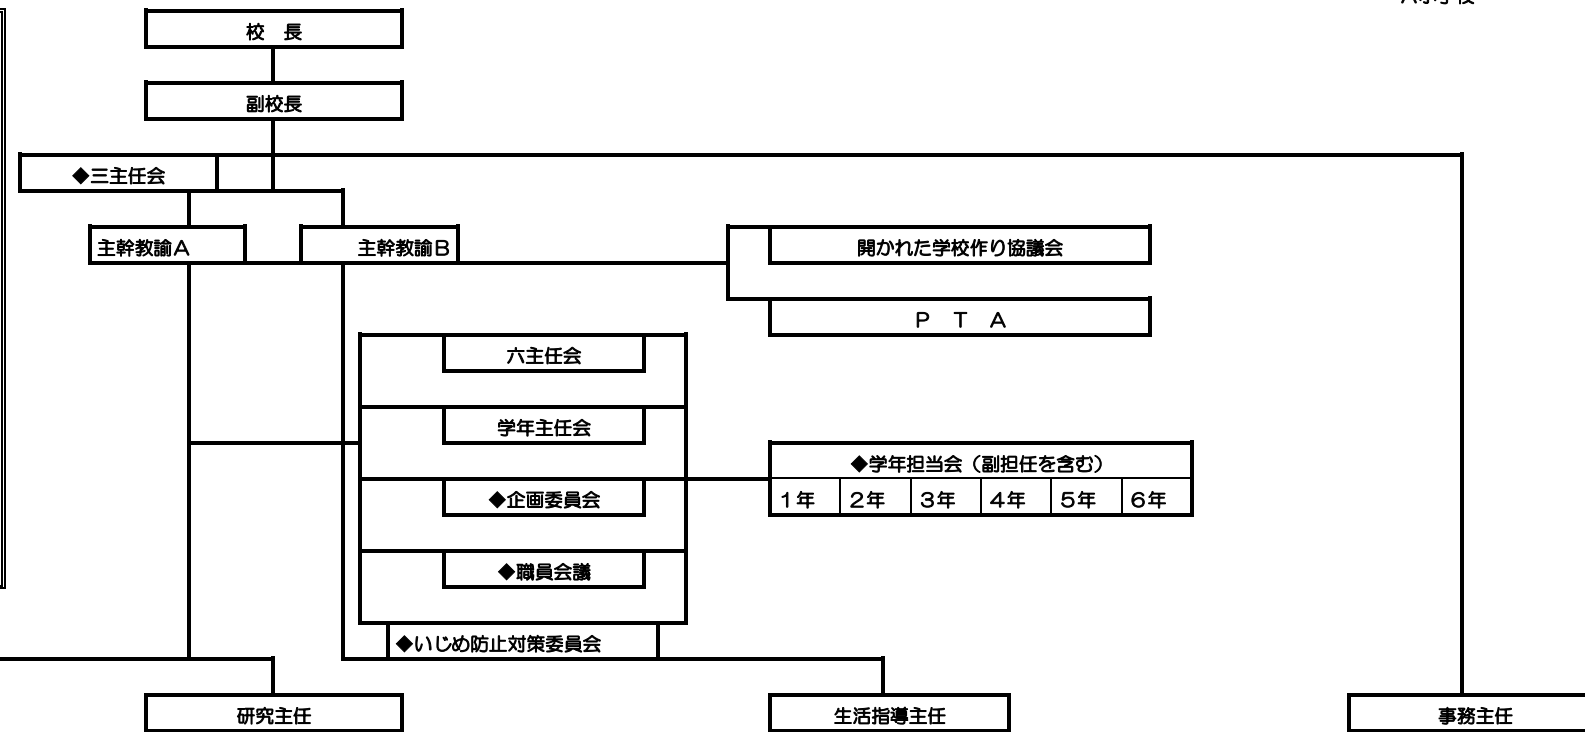 校　長
副校長
◆三主任会
主幹教諭A
主幹教諭B
開かれた学校作り協議会
P　T　A
六主任会
学年主任会
◆学年担当会（副担任を含む）
◆企画委員会
1年 2年 3年 4年 5年 6年
◆職員会議
◆いじめ防止対策委員会
研究主任
生活指導主任
事務主任